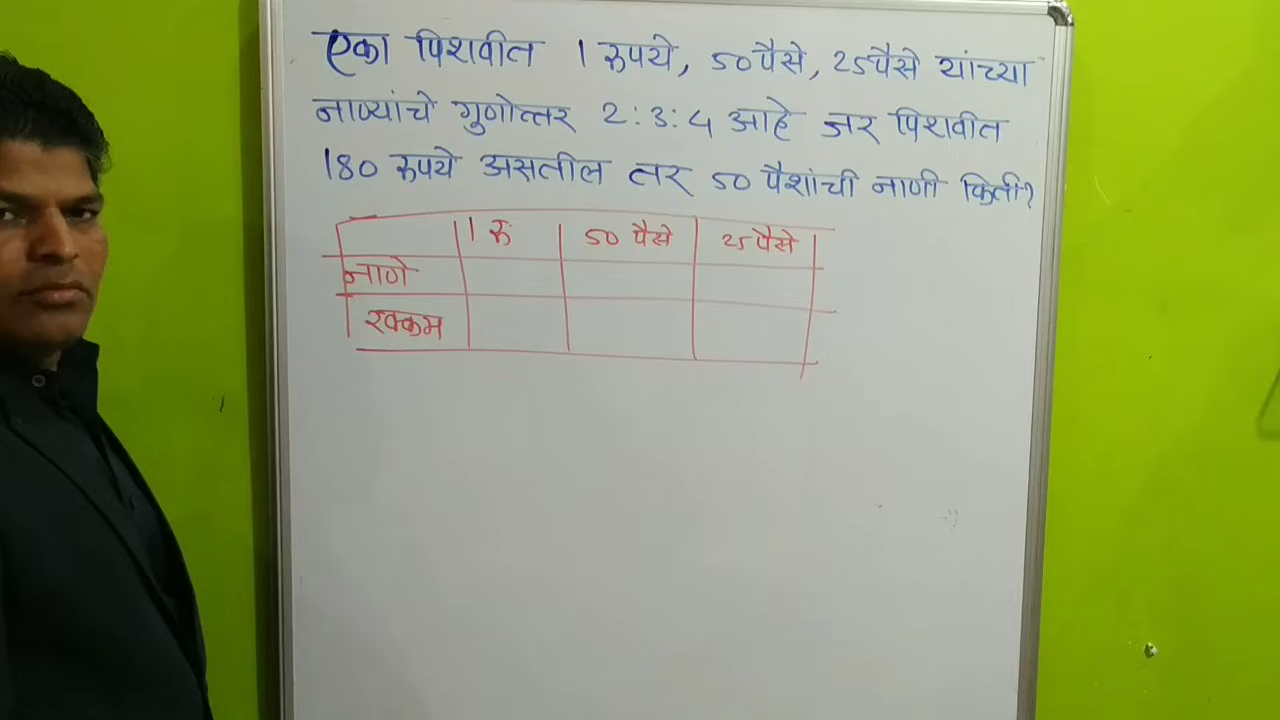 एका पिशवीत 1 रुपये, 50 पैसे, 25 पैसे यांच्या
नाण्यांचे गुणोत्तर 2:3:4 आहे जर पिशवीत
180 रुपये असतील तर 50 पैशांची नाणी किती?
1 रु 50 पैसे 25 पैसे
नाणे
रक्कम